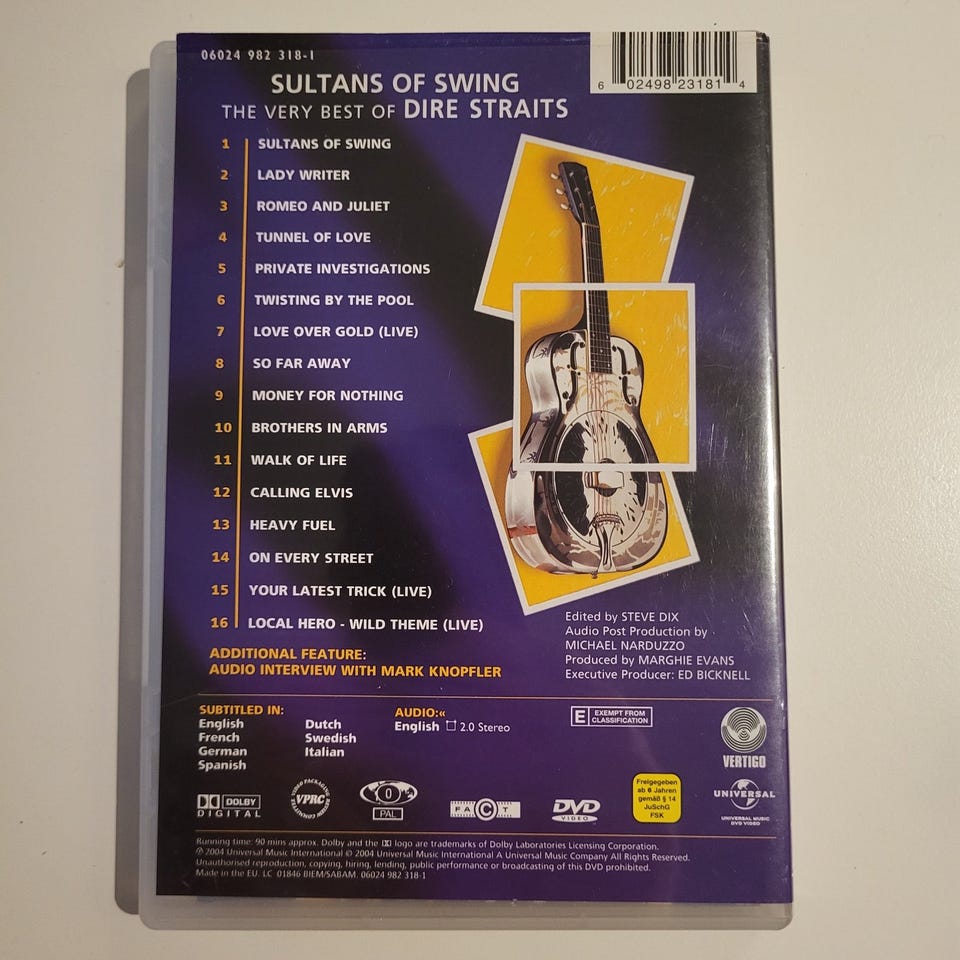 06024 982 318-1
6 02498 23181 4
SULTANS OF SWING
THE VERY BEST OF DIRE STRAITS
1 SULTANS OF SWING
2 LADY WRITER
3 ROMEO AND JULIET
4 TUNNEL OF LOVE
5 PRIVATE INVESTIGATIONS
6 TWISTING BY THE POOL
7 LOVE OVER GOLD (LIVE)
8 SO FAR AWAY
9 MONEY FOR NOTHING
10 BROTHERS IN ARMS
11 WALK OF LIFE
12 CALLING ELVIS
13 HEAVY FUEL
14 ON EVERY STREET
15 YOUR LATEST TRICK (LIVE)
16 LOCAL HERO - WILD THEME (LIVE)
ADDITIONAL FEATURE:
AUDIO INTERVIEW WITH MARK KNOPFLER
Edited by STEVE DIX
Audio Post Production by
MICHAEL NARDUZZO
Produced by MARGHIE EVANS
Executive Producer: ED BICKNELL
SUBTITLED IN:
English
French
German
Spanish
Dutch
Swedish
Italian
AUDIO:«
English 2.0 Stereo
E EXEMPT FROM
CLASSIFICATION
VERTIGO
DOLBY
DIGITAL
VIDEO PACKAGING REVIEW COMMITTEE
VPRC
0
PAL
FACT
DVD
VIDEO
Freigegeben
ab 6 Jahren
gemäß § 14
JuSchG
FSK
UNIVERSAL
UNIVERSAL MUSIC
DVD VIDEO
Running time: 90 mins approx. Dolby and the logo are trademarks of Dolby Laboratories Licensing Corporation.
℗ 2004 Universal Music International © 2004 Universal Music International A Universal Music Company All Rights Reserved.
Unauthorised reproduction, copying, hiring, lending, public performance or broadcasting of this DVD prohibited.
Made in the EU. LC 01846 BIEM/SABAM. 06024 982 318-1